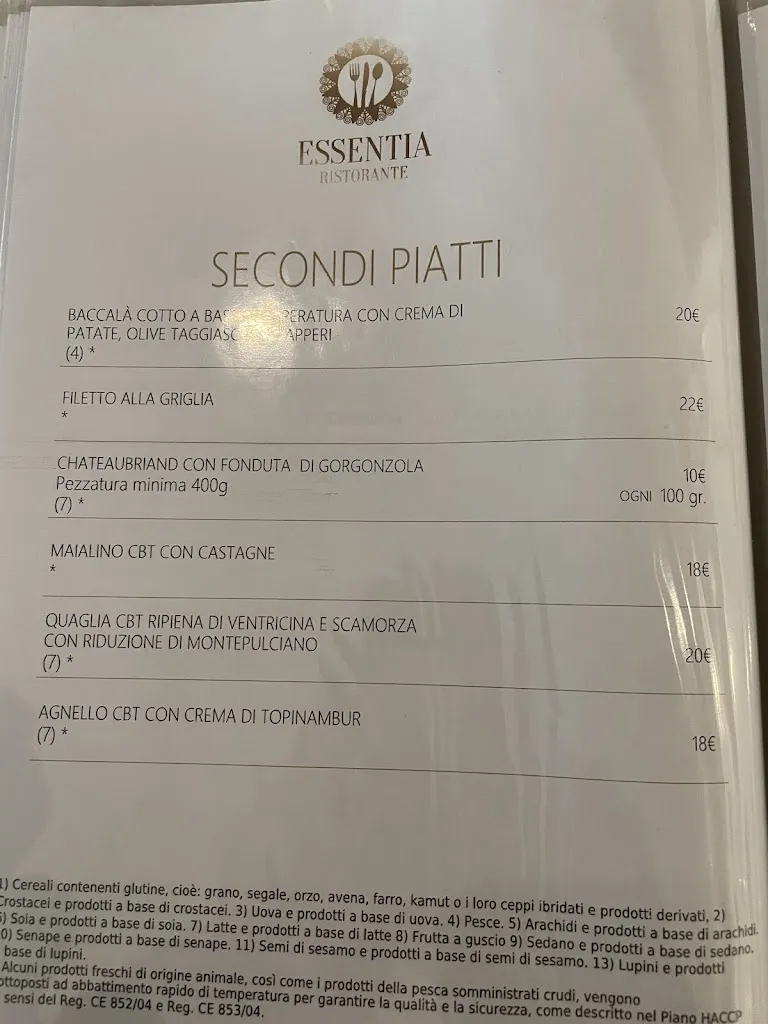 ESSENTIA
RISTORANTE
SECONDI PIATTI
BACCALÀ COTTO A CON CREMA DI
20€
PATATE, OLIVE
(4) *
FILETTO ALLA GRIGLIA
22€
*
CHATEAUBRIAND CON FONDUTA DI GORGONZOLA
10€
Pezzatura minima 400g
OGNI 100 gr.
(7) *
MAIALINO CBT CON CASTAGNE
18€
*
QUAGLIA CBT RIPIENA DI VENTRICINA E SCAMORZA
CON RIDUZIONE DI MONTEPULCIANO
20€
(7) *
AGNELLO CBT CON CREMA DI TOPINAMBUR
18€
(7) *
1) Cereali contenenti glutine, cioè: grano, segale, orzo, avena, farro, kamut o i loro ceppi ibridati e prodotti derivati, 2)
Crostacei e prodotti a base di crostacei. 3) Uova e prodotti a base di uova. 4) Pesce. 5) Arachidi e prodotti a base di arachidi.
) Soia e prodotti a base di soia. 7) Latte e prodotti a base di latte 8) Frutta a guscio 9) Sedano e prodotti a base di sedano.
0) Senape e prodotti a base di senape. 11) Semi di sesamo e prodotti a base di semi di sesamo. 13) Lupini e prodotti
base di lupini.
Alcuni prodotti freschi di origine animale, così come i prodotti della pesca somministrati crudi, vengono
ottoposti ad abbattimento rapido di temperatura per garantire la qualità e la sicurezza, come descritto nel Piano HACCP
sensi del Reg. CE 852/04 e Reg. CE 853/04.